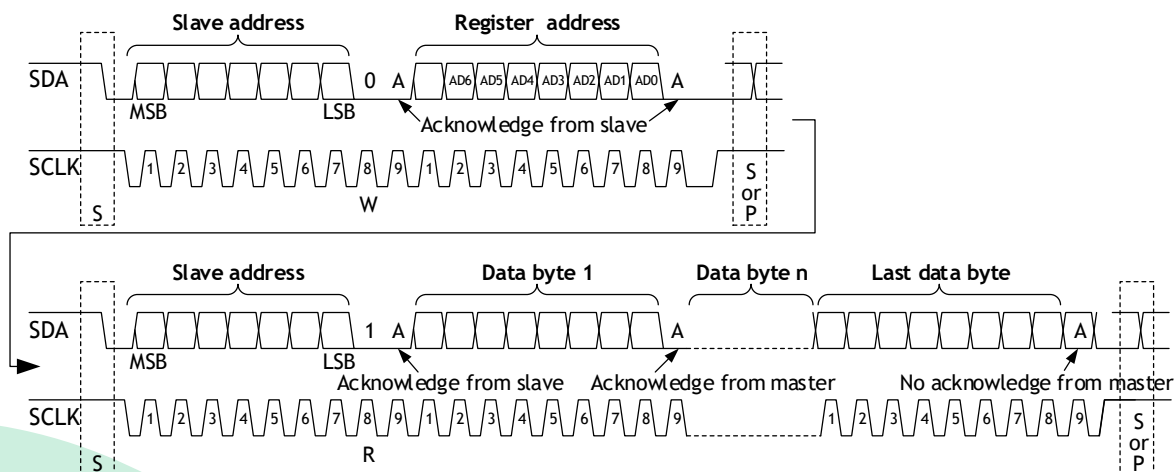 Slave address Register address
SDA 0 A AD6 AD5 AD4 AD3 AD2 AD1 AD0 A
MSB LSB Acknowledge from slave
SCLK 1 2 3 4 5 6 7 8 9 1 2 3 4 5 6 7 8 9 S
or
S W P
Slave address Data byte 1 Data byte n Last data byte
SDA 1 A A A
MSB LSB Acknowledge from slave Acknowledge from master No acknowledge from master
SCLK 1 2 3 4 5 6 7 8 9 1 2 3 4 5 6 7 8 9 1 2 3 4 5 6 7 8 9 S
or
S R P